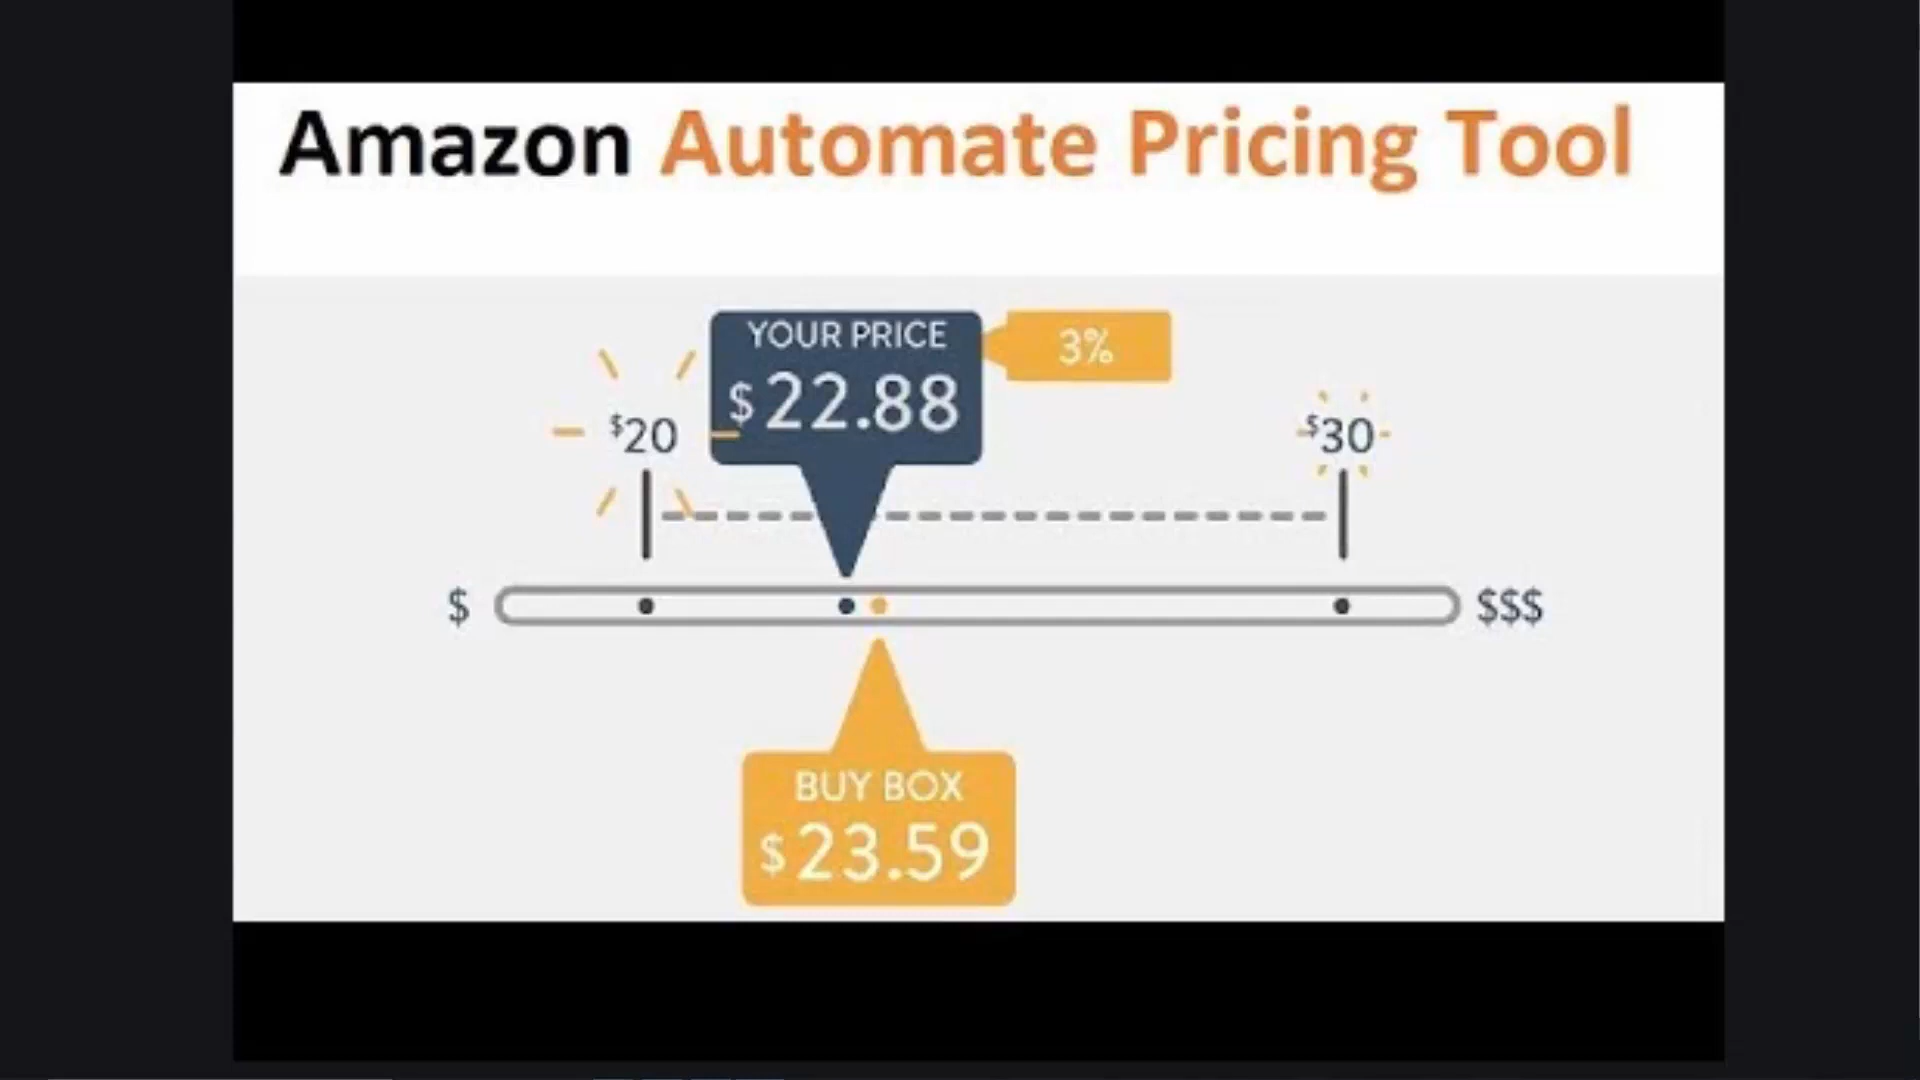 Amazon Automate Pricing Tool
YOUR PRICE
$22.88
3%
$20
$30
$
$$$
BUY BOX
$23.59